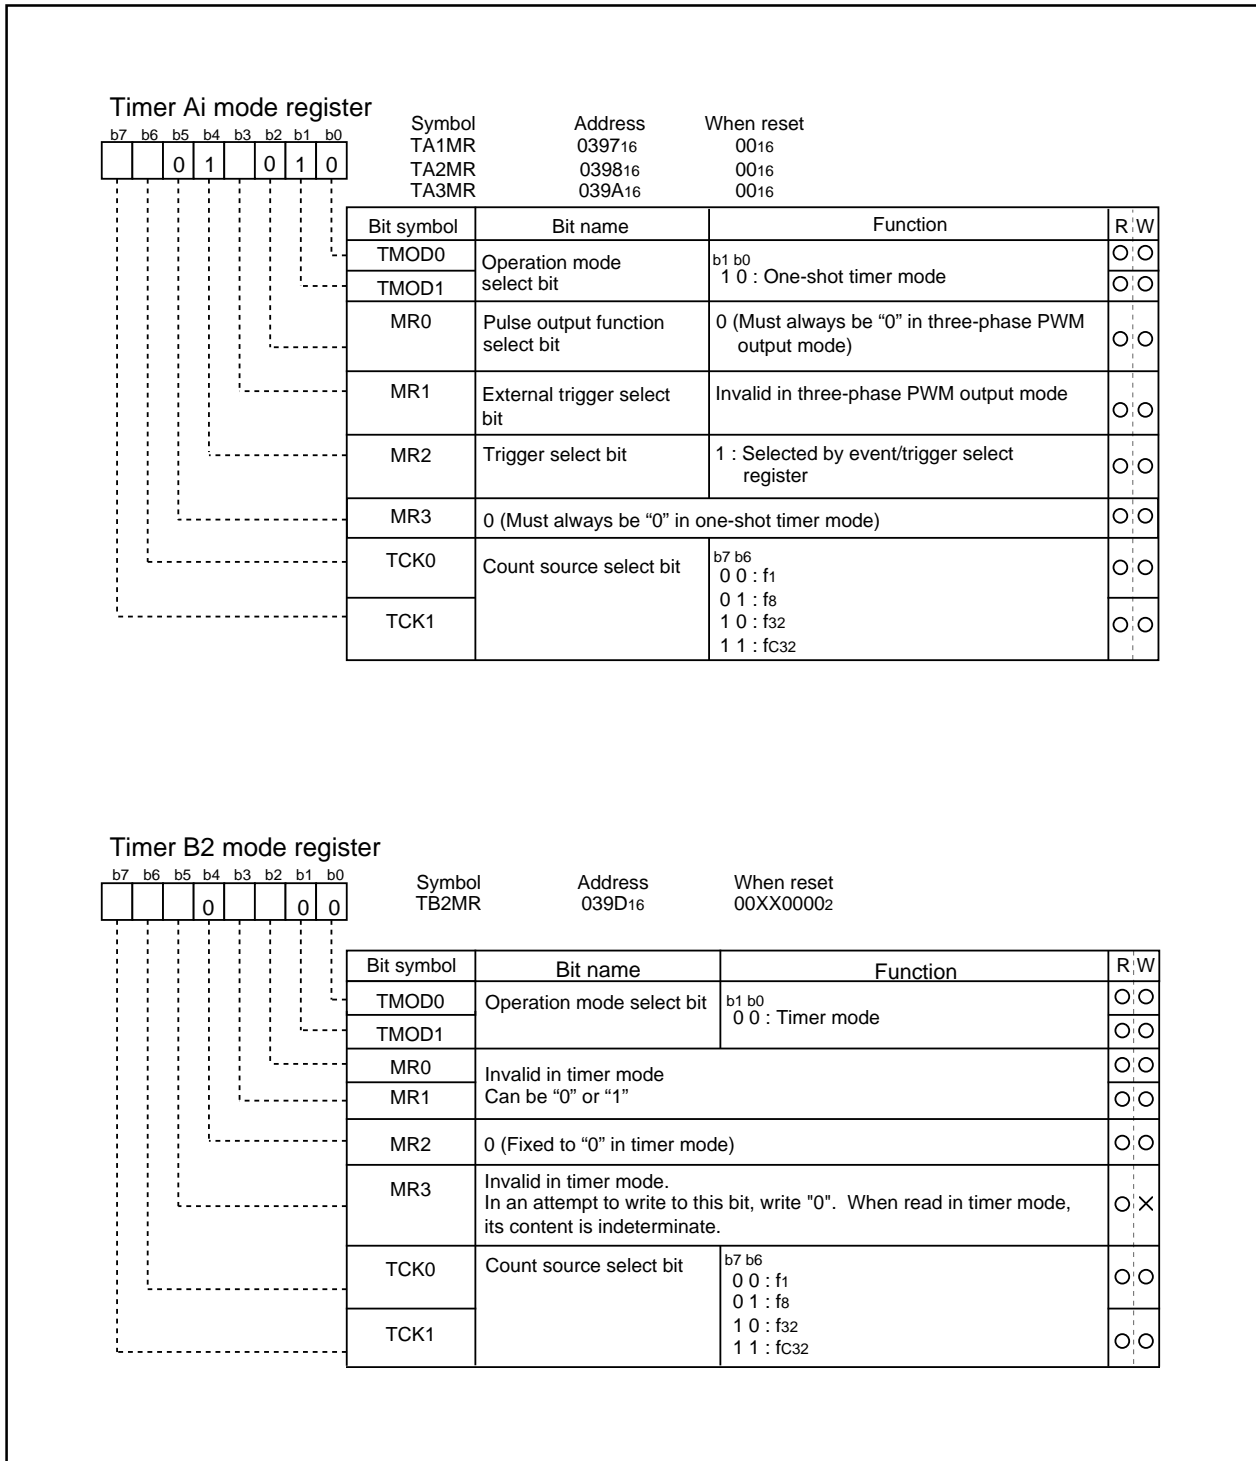 Timer Ai mode register
Symbol Address When reset
b7 b6 b5 b4 b3 b2 b1 b0
TA1MR 039716 0016
0 1 0 1 0
TA2MR 039816 0016
TA3MR 039A16 0016
Bit symbol Bit name Function R W
TMOD0 Operation mode select bit b1 b0
1 0 : One-shot timer mode
TMOD1
MR0 Pulse output function select bit 0 (Must always be “0” in three-phase PWM
output mode)
MR1 External trigger select bit Invalid in three-phase PWM output mode
MR2 Trigger select bit 1 : Selected by event/trigger select
register
MR3 0 (Must always be “0” in one-shot timer mode)
TCK0 Count source select bit b7 b6
0 0 : f1
0 1 : f8
TCK1 1 0 : f32
1 1 : fC32
Timer B2 mode register
b7 b6 b5 b4 b3 b2 b1 b0
Symbol Address When reset
TB2MR 039D16 00XX00002
0 0 0
Bit symbol Bit name Function R W
TMOD0 Operation mode select bit b1 b0
0 0 : Timer mode
TMOD1
MR0 Invalid in timer mode
MR1 Can be “0” or “1”
MR2 0 (Fixed to “0” in timer mode)
MR3 Invalid in timer mode.
In an attempt to write to this bit, write "0". When read in timer mode,
its content is indeterminate.
TCK0 Count source select bit b7 b6
0 0 : f1
0 1 : f8
TCK1 1 0 : f32
1 1 : fC32